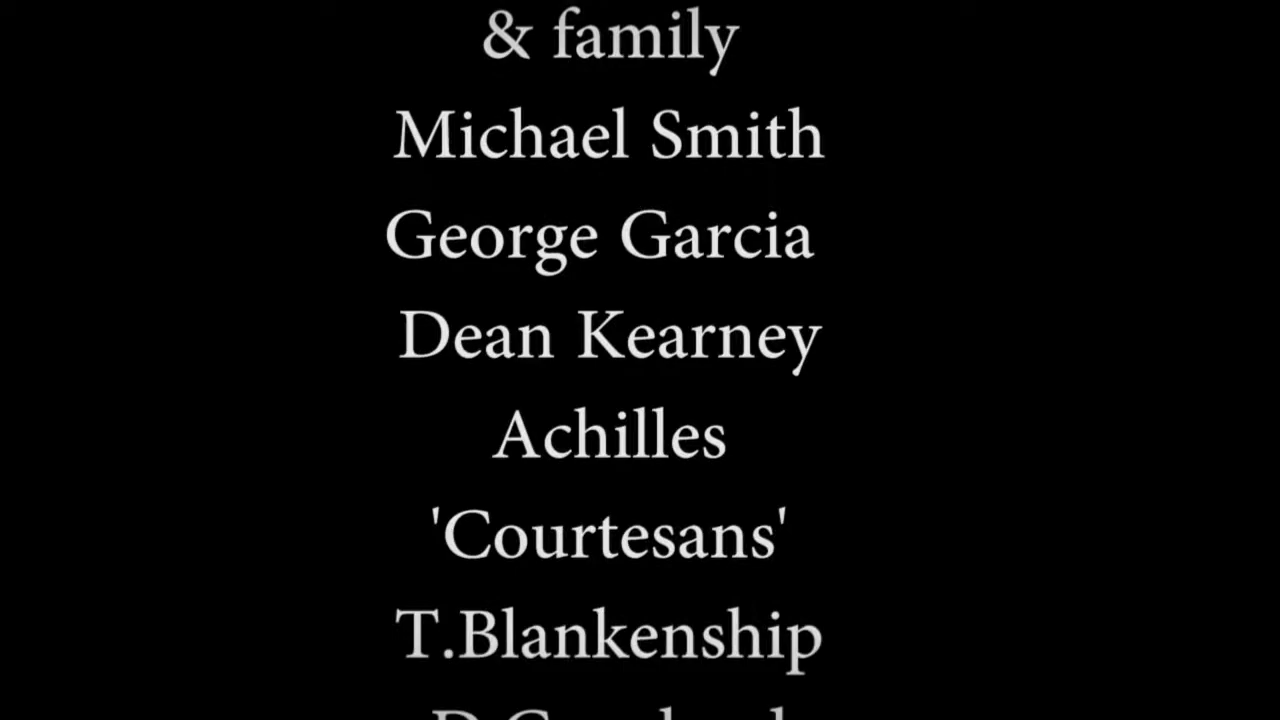 & family
Michael Smith
George Garcia
Dean Kearney
Achilles
'Courtesans'
T.Blankenship